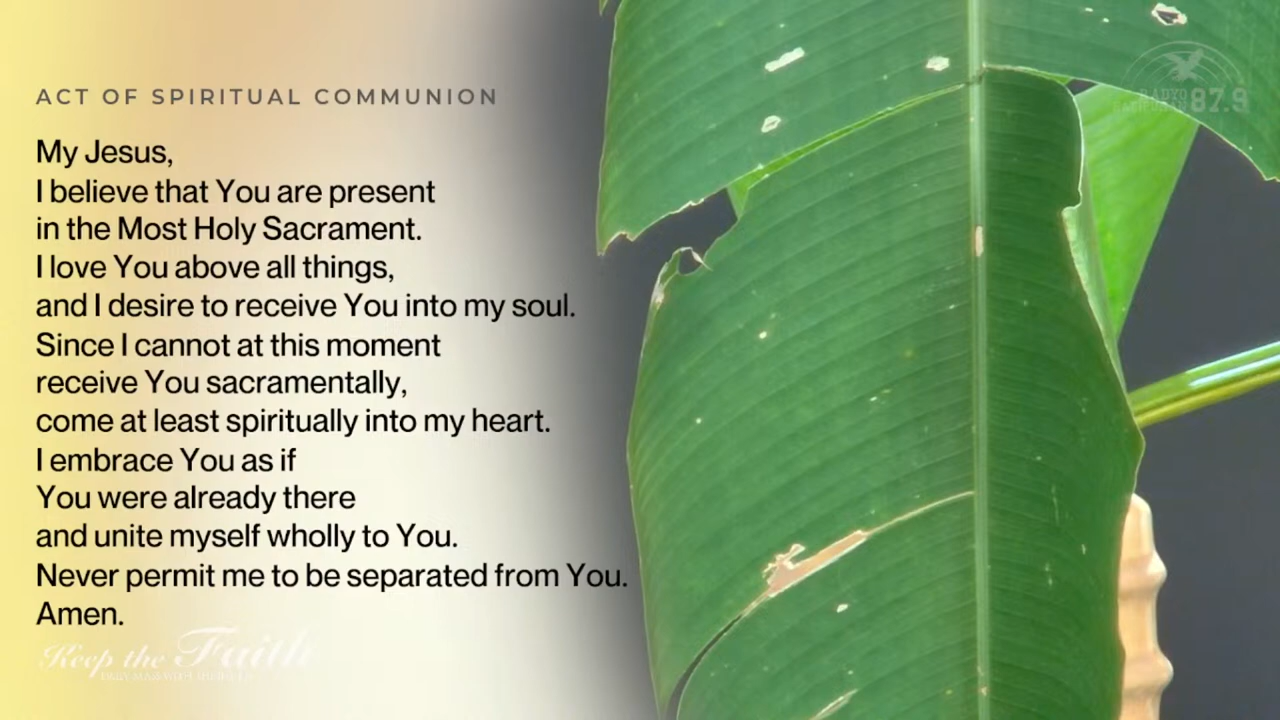 ACT OF SPIRITUAL COMMUNION
My Jesus,
I believe that You are present
in the Most Holy Sacrament.
I love You above all things,
and I desire to receive You into my soul.
Since I cannot at this moment
receive You sacramentally,
come at least spiritually into my heart.
I embrace You as if
You were already there
and unite myself wholly to You.
Never permit me to be separated from You.
Amen.
Keep the Faith
RADYO
87.9